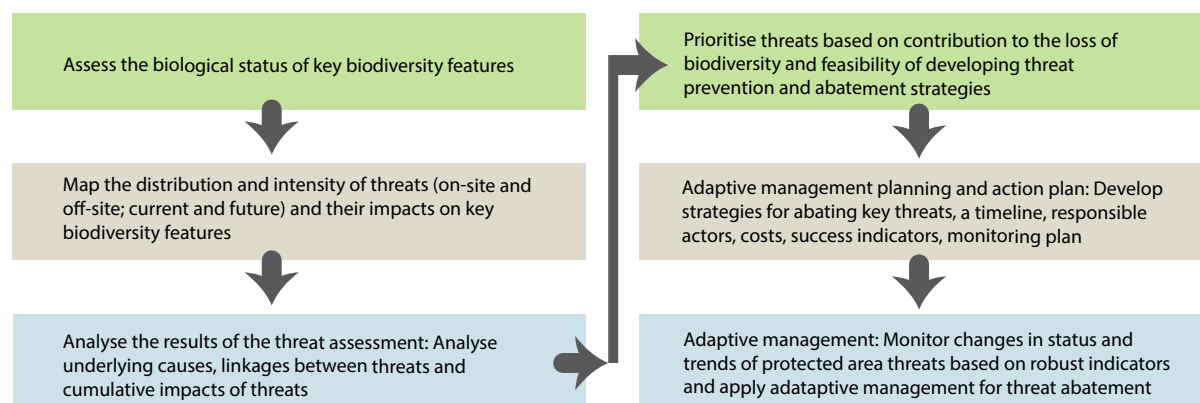 Assess the biological status of key biodiversity features
Map the distribution and intensity of threats (on-site and
off-site; current and future) and their impacts on key
biodiversity features
Analyse the results of the threat assessment: Analyse
underlying causes, linkages between threats and
cumulative impacts of threats
Prioritise threats based on contribution to the loss of
biodiversity and feasibility of developing threat
prevention and abatement strategies
Adaptive management planning and action plan: Develop
strategies for abating key threats, a timeline, responsible
actors, costs, success indicators, monitoring plan
Adaptive management: Monitor changes in status and
trends of protected area threats based on robust indicators
and apply adataptive management for threat abatement